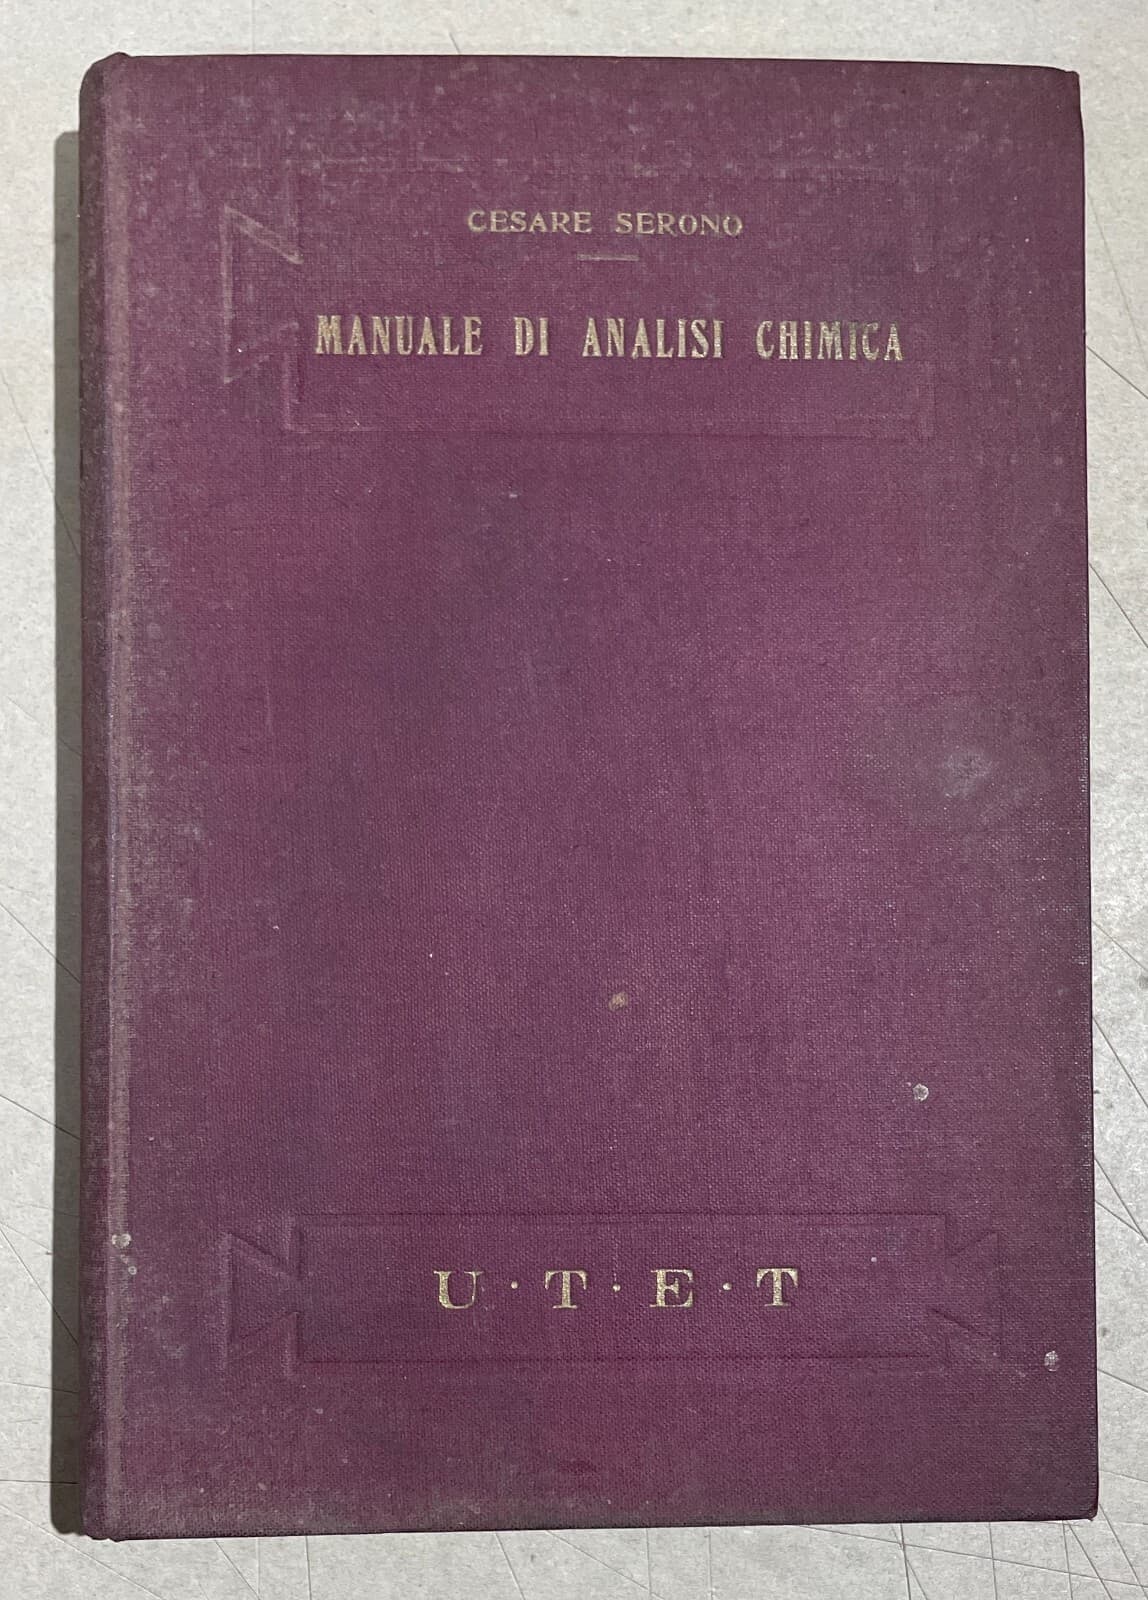 CESARE SERONO
MANUALE DI ANALISI CHIMICA
U·T·E·T